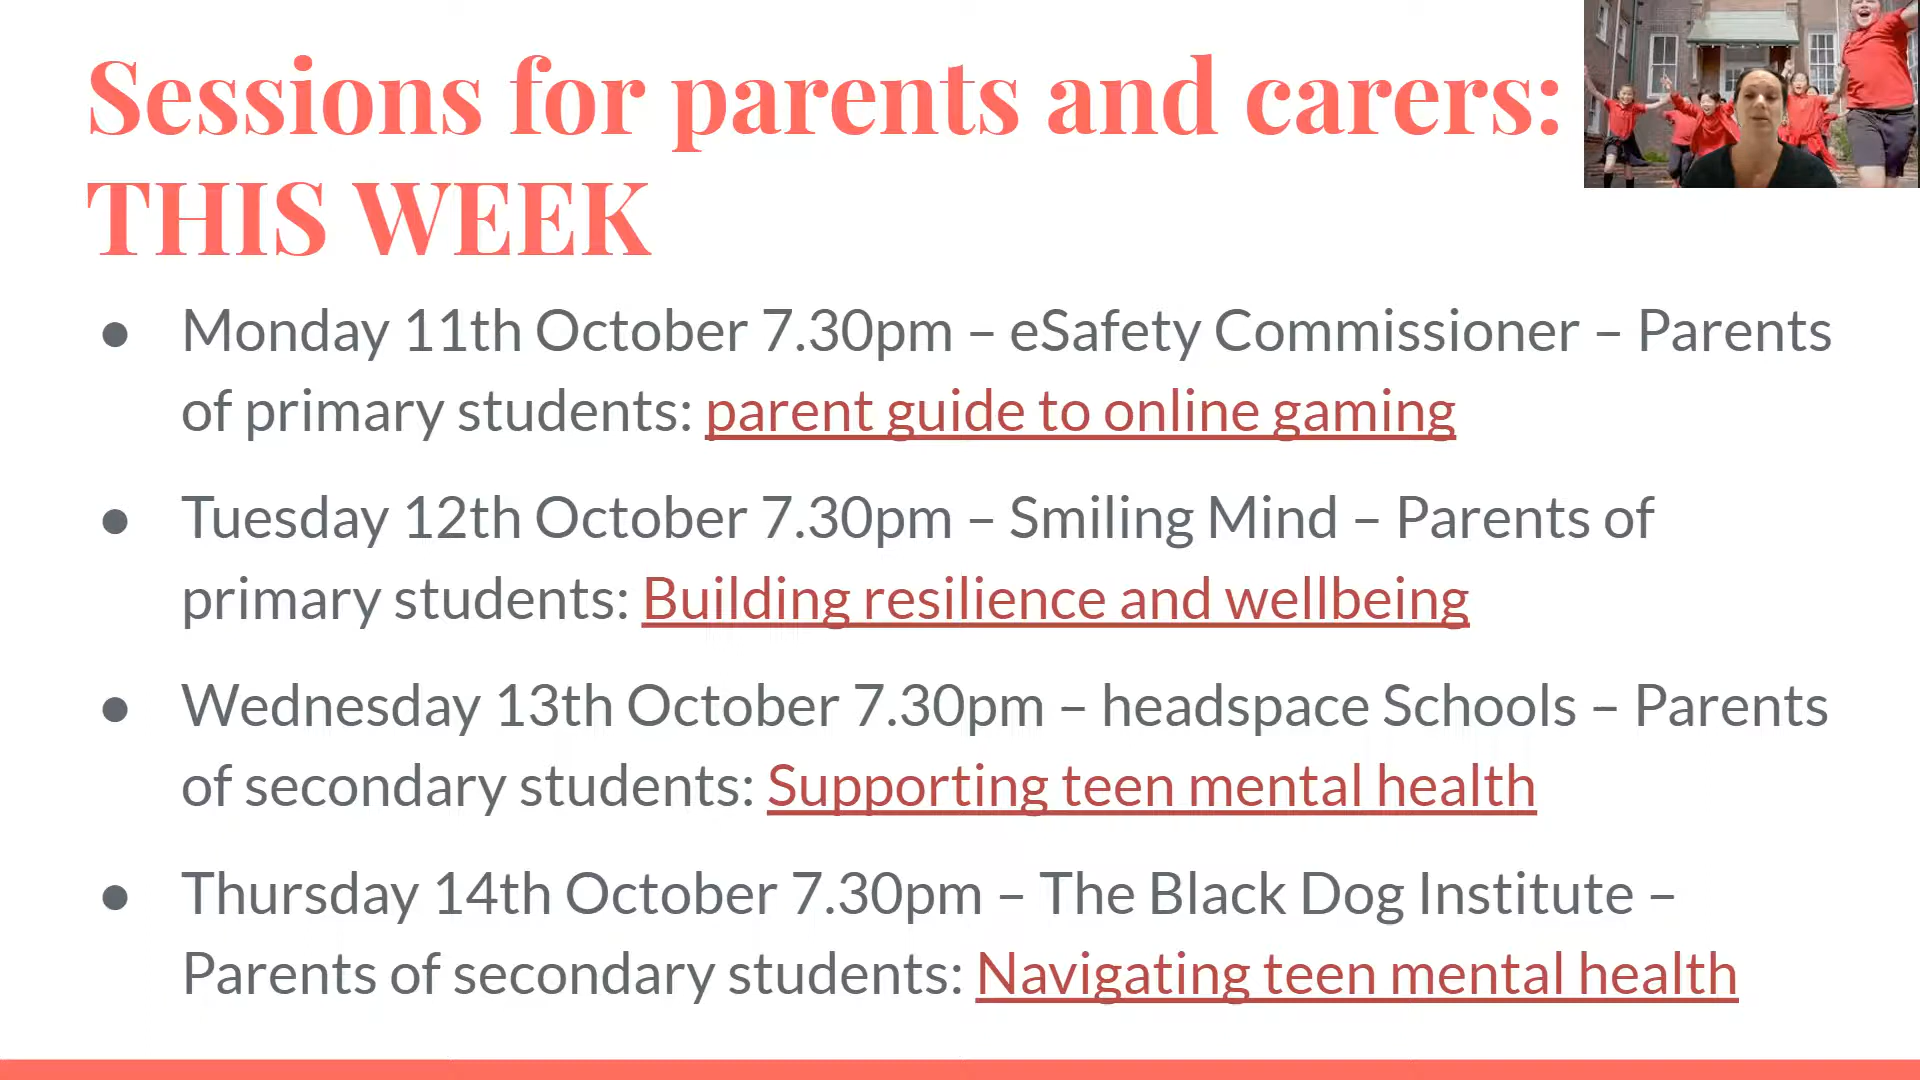 Sessions for parents and carers:
THIS WEEK
● Monday 11th October 7.30pm – eSafety Commissioner – Parents
of primary students: parent guide to online gaming
● Tuesday 12th October 7.30pm – Smiling Mind – Parents of
primary students: Building resilience and wellbeing
● Wednesday 13th October 7.30pm – headspace Schools – Parents
of secondary students: Supporting teen mental health
● Thursday 14th October 7.30pm – The Black Dog Institute –
Parents of secondary students: Navigating teen mental health